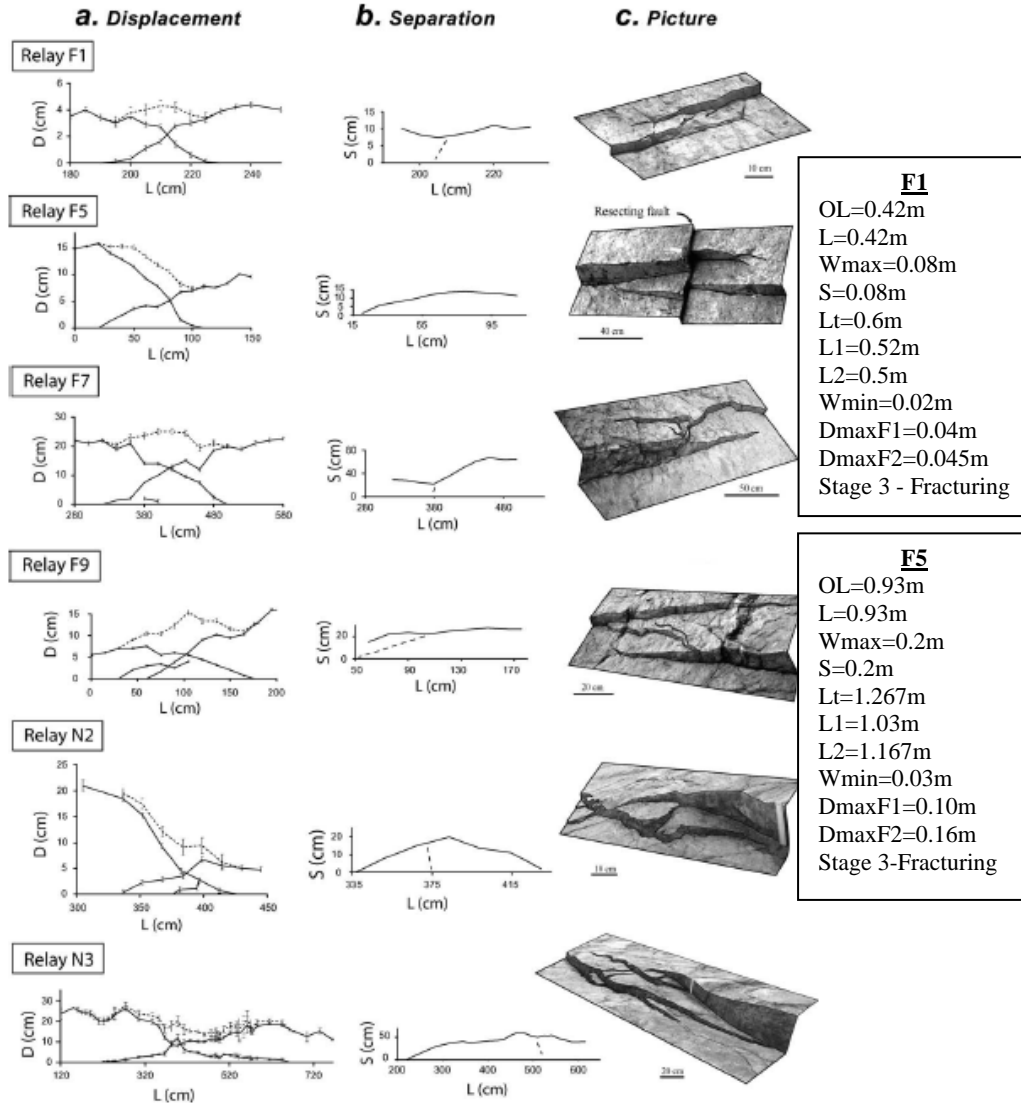 a. Displacement
b. Separation
c. Picture
Relay F1
6
4
2
0
D (cm)
180
200
220
240
L (cm)
15
10
5
0
S (cm)
200
220
L (cm)
10 cm
Relay F5
15
10
5
0
D (cm)
0
50
100
150
L (cm)
15
10
5
0
S (cm)
15
55
95
L (cm)
Resecting fault
40 cm
Relay F7
30
20
10
0
D (cm)
280
380
480
580
L (cm)
80
40
0
S (cm)
280
380
480
L (cm)
50 cm
Relay F9
15
10
5
0
D (cm)
0
50
100
150
200
L (cm)
20
0
S (cm)
50
90
130
170
L (cm)
20 cm
Relay N2
25
20
15
10
5
0
D (cm)
300
350
400
450
L (cm)
20
10
0
S (cm)
335
375
415
L (cm)
10 cm
Relay N3
30
20
10
0
D (cm)
120
320
520
720
L (cm)
50
0
S (cm)
200
300
400
500
600
L (cm)
20 cm
F1
OL=0.42m
L=0.42m
Wmax=0.08m
S=0.08m
Lt=0.6m
L1=0.52m
L2=0.5m
Wmin=0.02m
DmaxF1=0.04m
DmaxF2=0.045m
Stage 3 - Fracturing
F5
OL=0.93m
L=0.93m
Wmax=0.2m
S=0.2m
Lt=1.267m
L1=1.03m
L2=1.167m
Wmin=0.03m
DmaxF1=0.10m
DmaxF2=0.16m
Stage 3-Fracturing